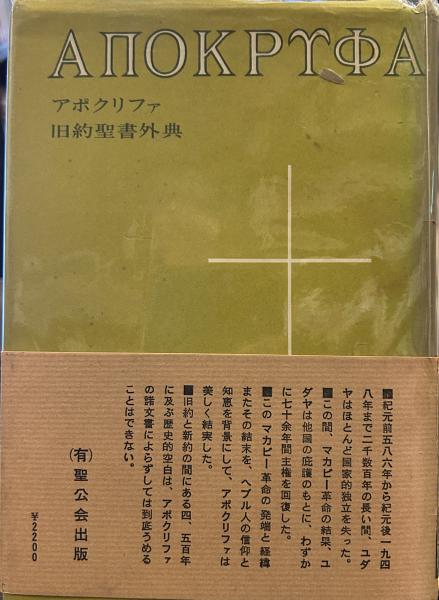 ΑΠΟΚΡΥΦΑ
アポクリファ
旧約聖書外典
■紀元前五八六年から紀元後一九四
八年まで二千数百年の長い間、ユダ
ヤはほとんど国家的独立を失った。
■この間、マカビー革命の結果、ユ
ダヤは他国の庇護のもとに、わずか
に七十余年間主権を回復した。
■このマカビー革命の発端と経緯
またその結末を、ヘブル人の信仰と
知恵を背景にして、アポクリファは
美しく結実した。
■旧約と新約の間にある四、五百年
に及ぶ歴史的空白は、アポクリファ
の諸文書によらずしては到底うめる
ことはできない。
(有)聖公会出版
¥2200